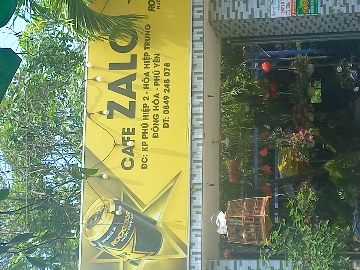 CAFE ZALO
ĐC: KP PHÚ HIỆP 2 - HÒA HIỆP TRUNG
ĐÔNG HÒA - PHÚ YÊN
ĐT: 0849 248 078